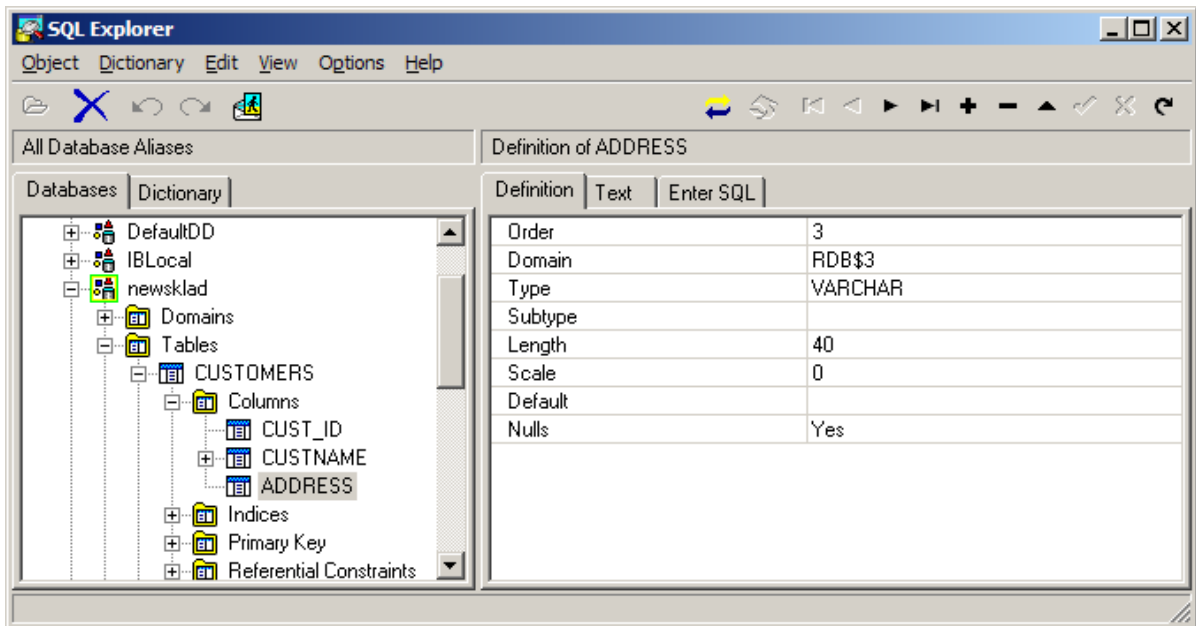 SQL Explorer
Object Dictionary Edit View Options Help
All Database Aliases
Definition of ADDRESS
Databases Dictionary
Definition Text Enter SQL
DefaultDD
IBLocal
newsklad
Domains
Tables
CUSTOMERS
Columns
CUST_ID
CUSTNAME
ADDRESS
Indices
Primary Key
Referential Constraints
Order 3
Domain RDB$3
Type VARCHAR
Subtype
Length 40
Scale 0
Default
Nulls Yes